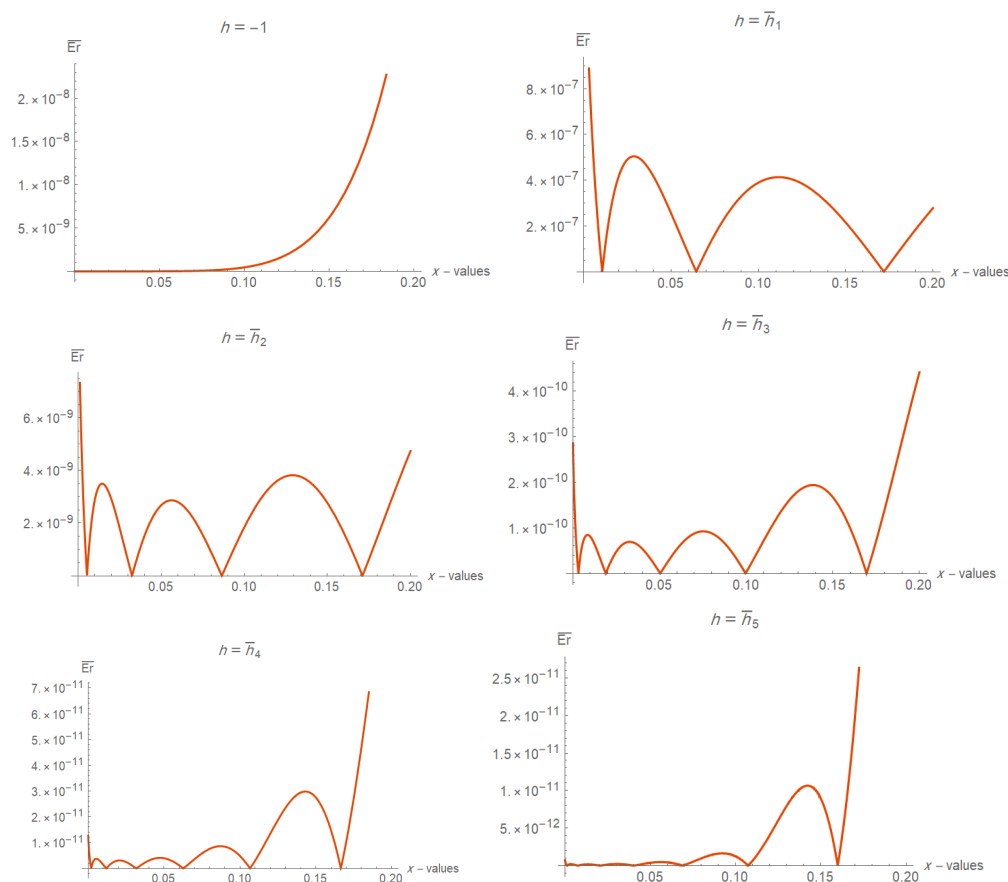 h = −1
Er
2. × 10⁻⁸
1.5 × 10⁻⁸
1. × 10⁻⁸
5. × 10⁻⁹
0.05 0.10 0.15 0.20 x – values
h = h̅₁
Er
8. × 10⁻⁷
6. × 10⁻⁷
4. × 10⁻⁷
2. × 10⁻⁷
0.05 0.10 0.15 0.20 x – values
h = h̅₂
Er
6. × 10⁻⁹
4. × 10⁻⁹
2. × 10⁻⁹
0.05 0.10 0.15 0.20 x – values
h = h̅₃
Er
4. × 10⁻¹⁰
3. × 10⁻¹⁰
2. × 10⁻¹⁰
1. × 10⁻¹⁰
0.05 0.10 0.15 0.20 x – values
h = h̅₄
Er
7. × 10⁻¹¹
6. × 10⁻¹¹
5. × 10⁻¹¹
4. × 10⁻¹¹
3. × 10⁻¹¹
2. × 10⁻¹¹
1. × 10⁻¹¹
0.05 0.10 0.15 0.20 x – values
h = h̅₅
Er
2.5 × 10⁻¹¹
2. × 10⁻¹¹
1.5 × 10⁻¹¹
1. × 10⁻¹¹
5. × 10⁻¹²
0.05 0.10 0.15 0.20 x – values